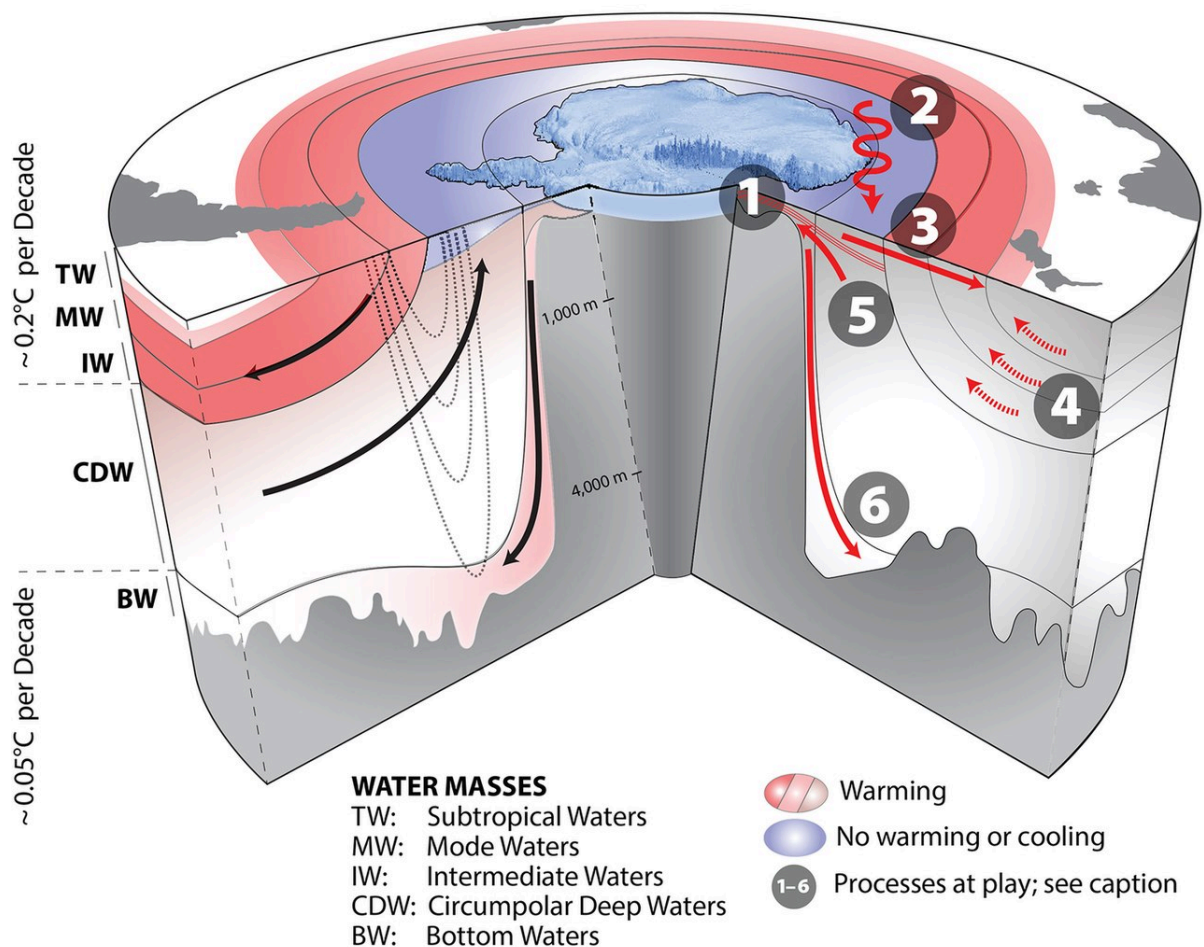 2
1
3
~ 0.2°C per Decade
TW
MW
IW
1,000 m
5
4
CDW
4,000 m
6
BW
~ 0.05°C per Decade
WATER MASSES
TW: Subtropical Waters
MW: Mode Waters
IW: Intermediate Waters
CDW: Circumpolar Deep Waters
BW: Bottom Waters
Warming
No warming or cooling
1–6 Processes at play; see caption